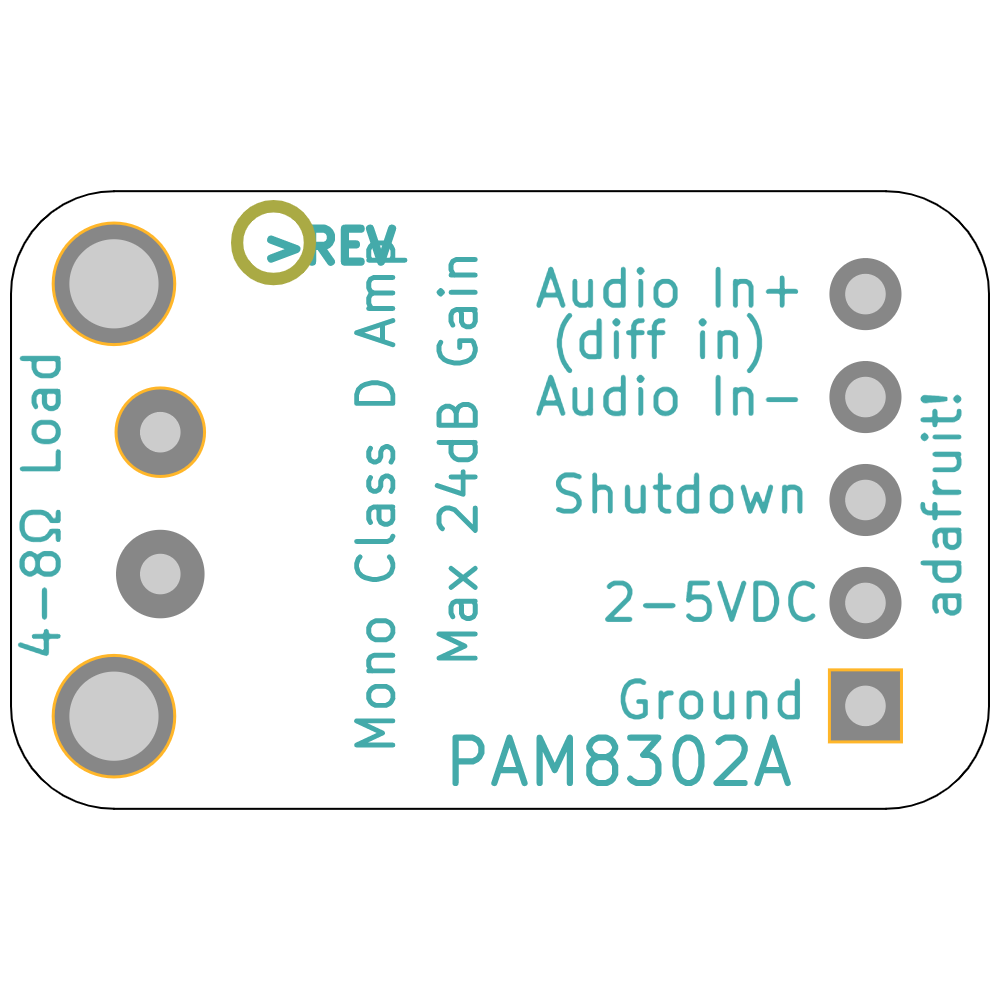 >REV
4-8Ω Load
Mono Class D Amp
Max 24dB Gain
Audio In+
(diff in)
Audio In-
Shutdown
2-5VDC
Ground
PAM8302A
adafruit!